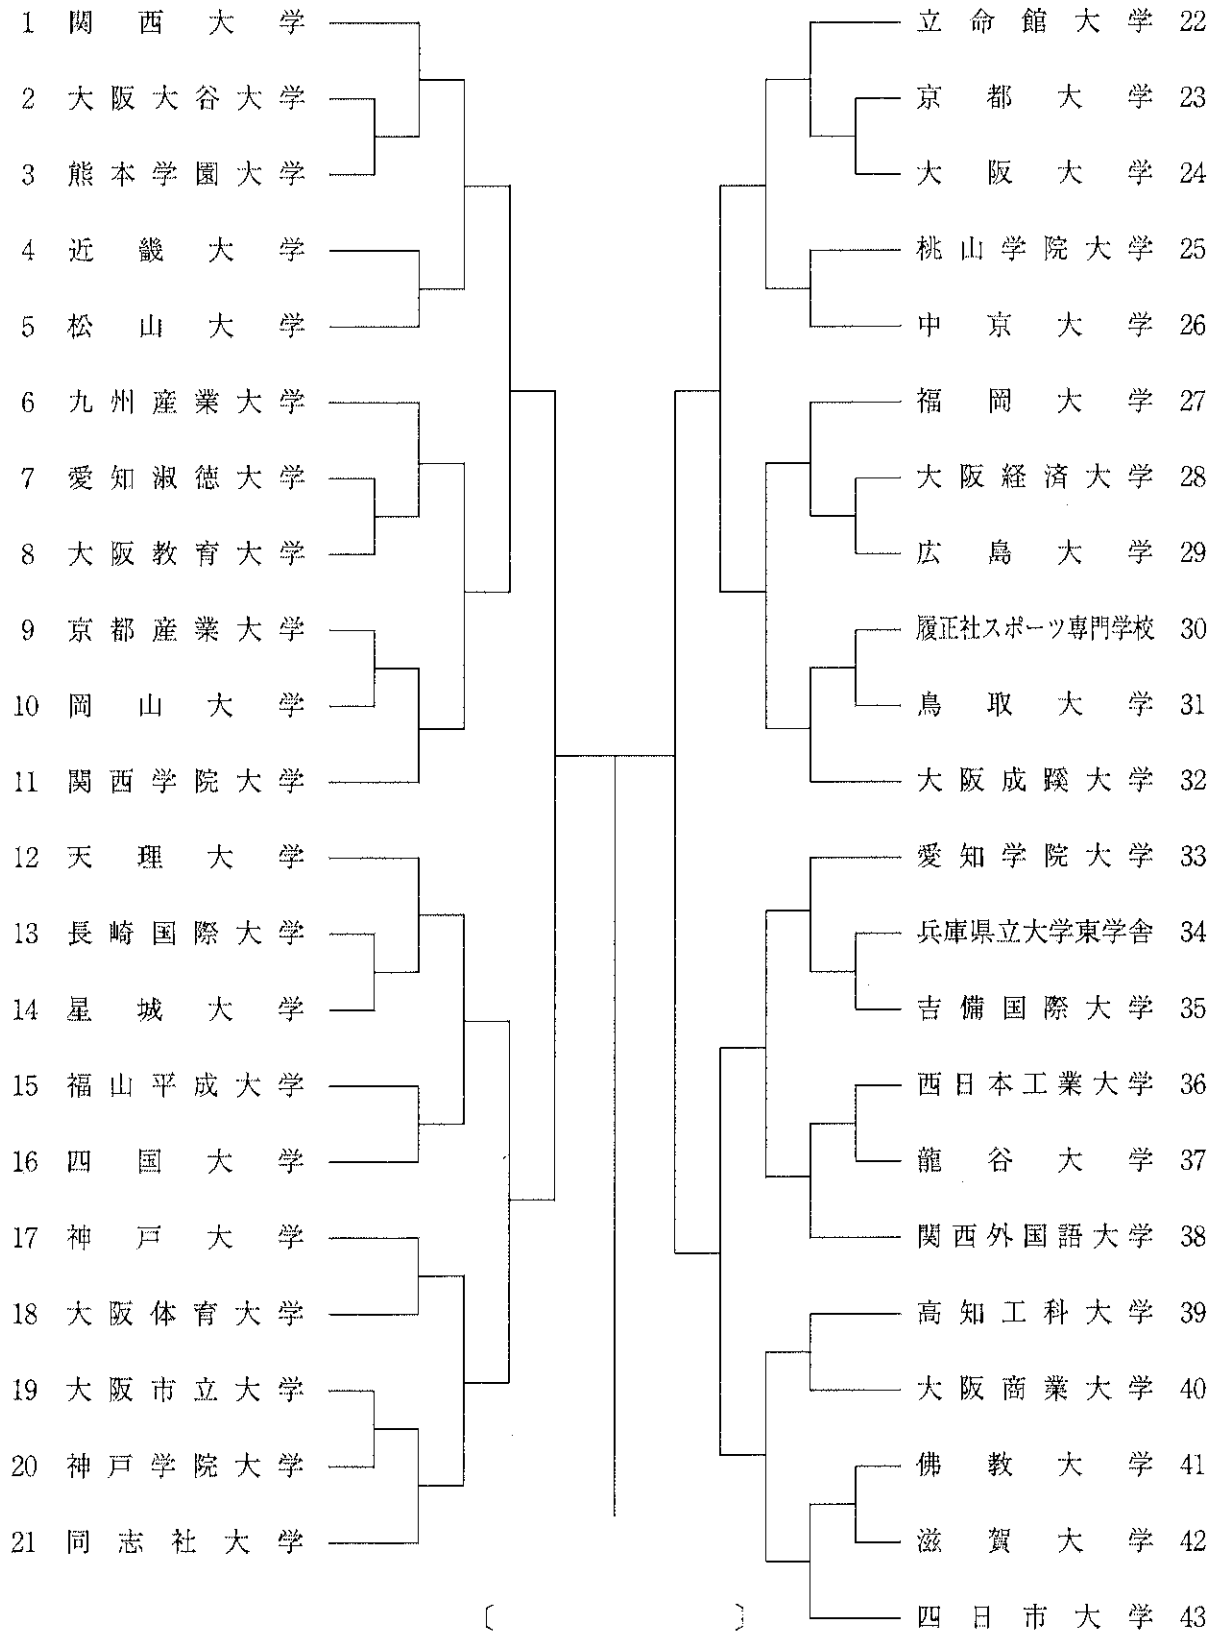 1 関西大学
2 大阪大谷大学
3 熊本学園大学
4 近畿大学
5 松山大学
6 九州産業大学
7 愛知淑徳大学
8 大阪教育大学
9 京都産業大学
10 岡山大学
11 関西学院大学
12 天理大学
13 長崎国際大学
14 星城大学
15 福山平成大学
16 四国大学
17 神戸大学
18 大阪体育大学
19 大阪市立大学
20 神戸学院大学
21 同志社大学
立命館大学 22
京都大学 23
大阪大学 24
桃山学院大学 25
中京大学 26
福岡大学 27
大阪経済大学 28
広島大学 29
履正社スポーツ専門学校 30
鳥取大学 31
大阪成蹊大学 32
愛知学院大学 33
兵庫県立大学東学舎 34
吉備国際大学 35
西日本工業大学 36
龍谷大学 37
関西外国語大学 38
高知工科大学 39
大阪商業大学 40
佛教大学 41
滋賀大学 42
四日市大学 43
〔 〕